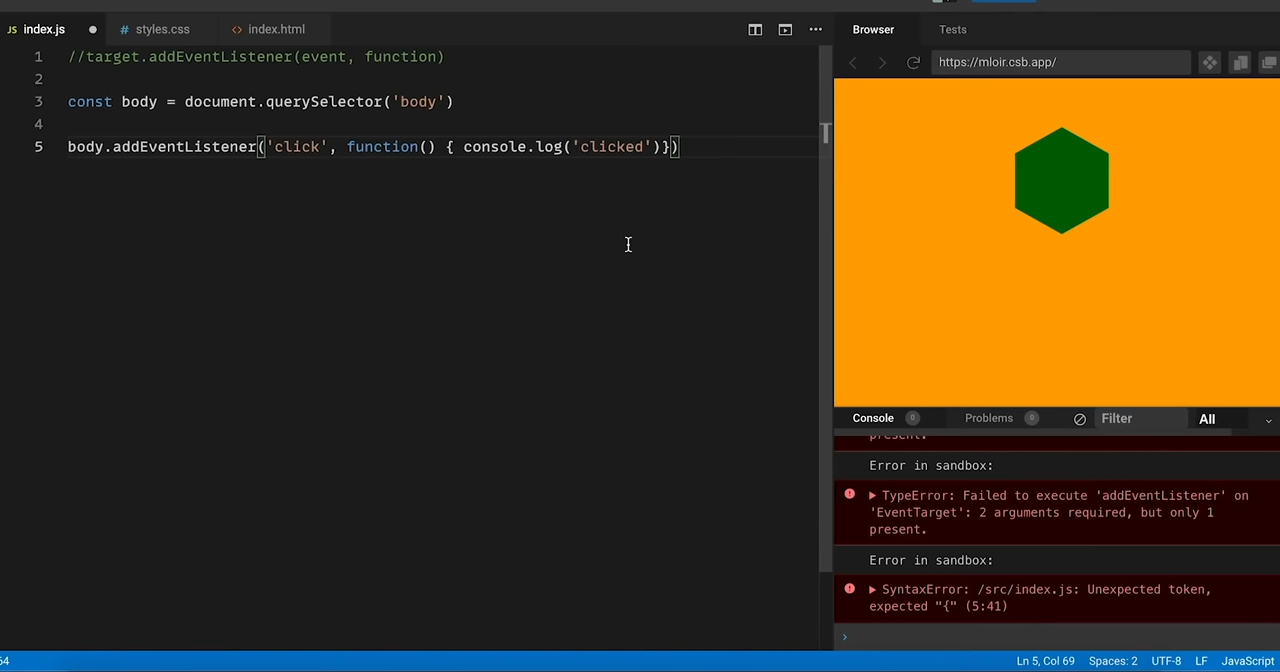 JS index.js
# styles.css
<> index.html
1 //target.addEventListener(event, function)
2
3 const body = document.querySelector('body')
4
5 body.addEventListener('click', function() { console.log('clicked')})
Browser
Tests
https://mloir.csb.app/
Console 0
Problems 0
Filter
All
present.
Error in sandbox:
TypeError: Failed to execute 'addEventListener' on
'EventTarget': 2 arguments required, but only 1
present.
Error in sandbox:
SyntaxError: /src/index.js: Unexpected token,
expected "{" (5:41)
64
Ln 5, Col 69
Spaces: 2
UTF-8
LF
JavaScript